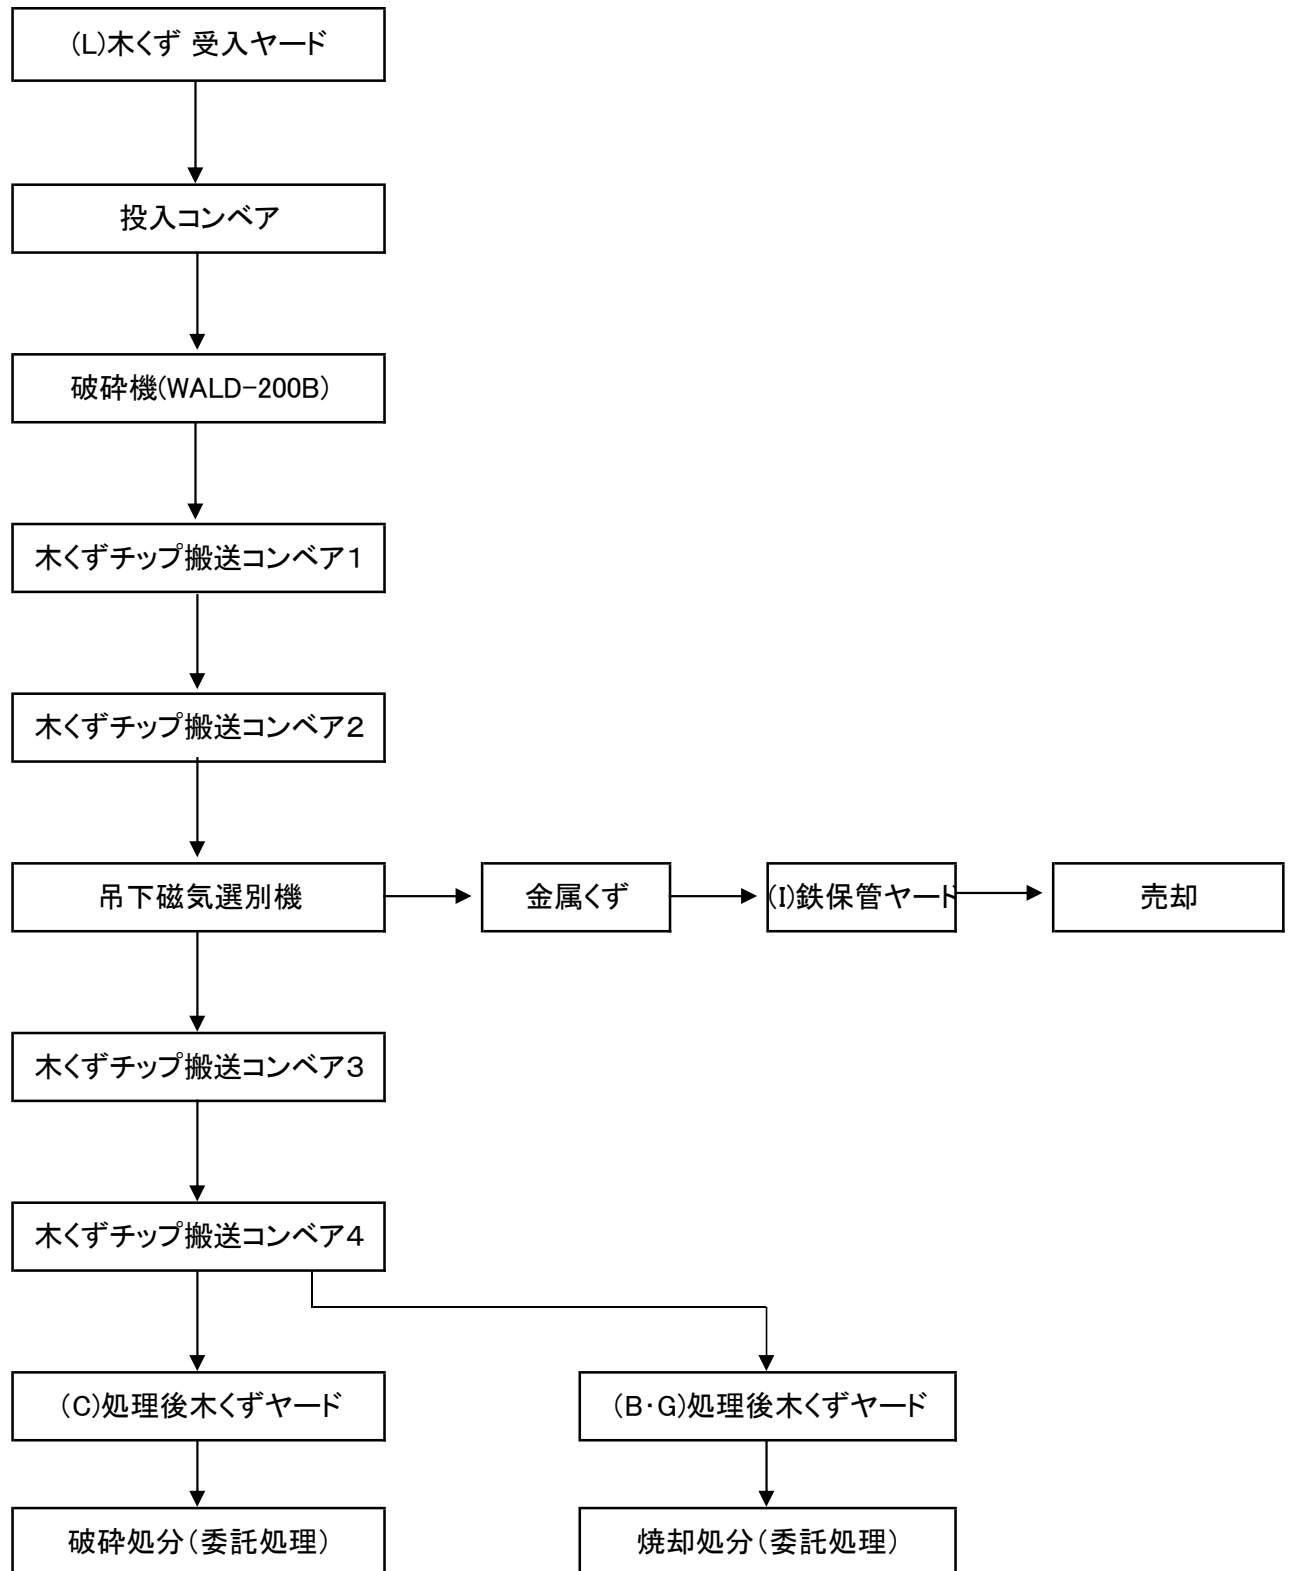 (L)木くず 受入ヤード
投入コンベア
破砕機(WALD-200B)
木くずチップ搬送コンベア1
木くずチップ搬送コンベア2
吊下磁気選別機
金属くず
(I)鉄保管ヤード
売却
木くずチップ搬送コンベア3
木くずチップ搬送コンベア4
(C)処理後木くずヤード
(B・G)処理後木くずヤード
破砕処分(委託処理)
焼却処分(委託処理)